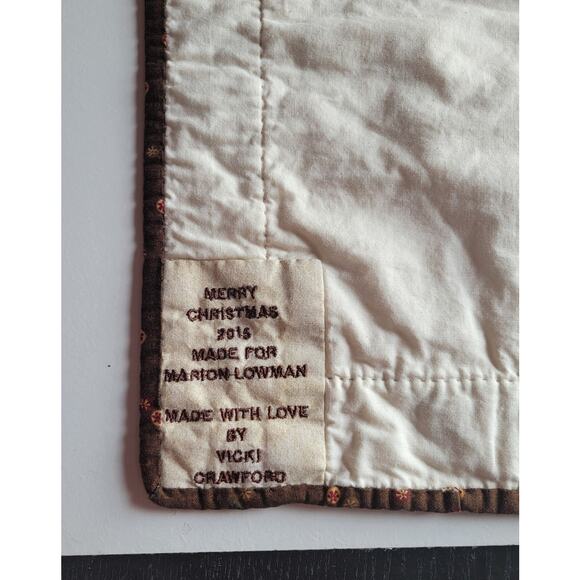 MERRY
CHRISTMAS
2015
MADE FOR
MARION LOWMAN
MADE WITH LOVE
BY
VICKI
CRAWFORD